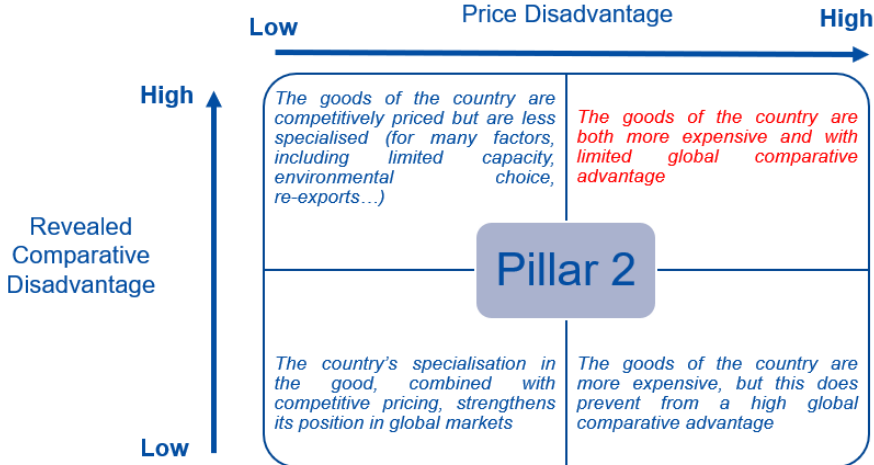 Price Disadvantage
Low
High
High
The goods of the country are
competitively priced but are less
specialised (for many factors,
including limited capacity,
environmental choice,
re-exports…)
The goods of the country are
both more expensive and with
limited global comparative
advantage
Revealed
Comparative
Disadvantage
Pillar 2
The country’s specialisation in
the good, combined with
competitive pricing, strengthens
its position in global markets
The goods of the country are
more expensive, but this does
prevent from a high global
comparative advantage
Low